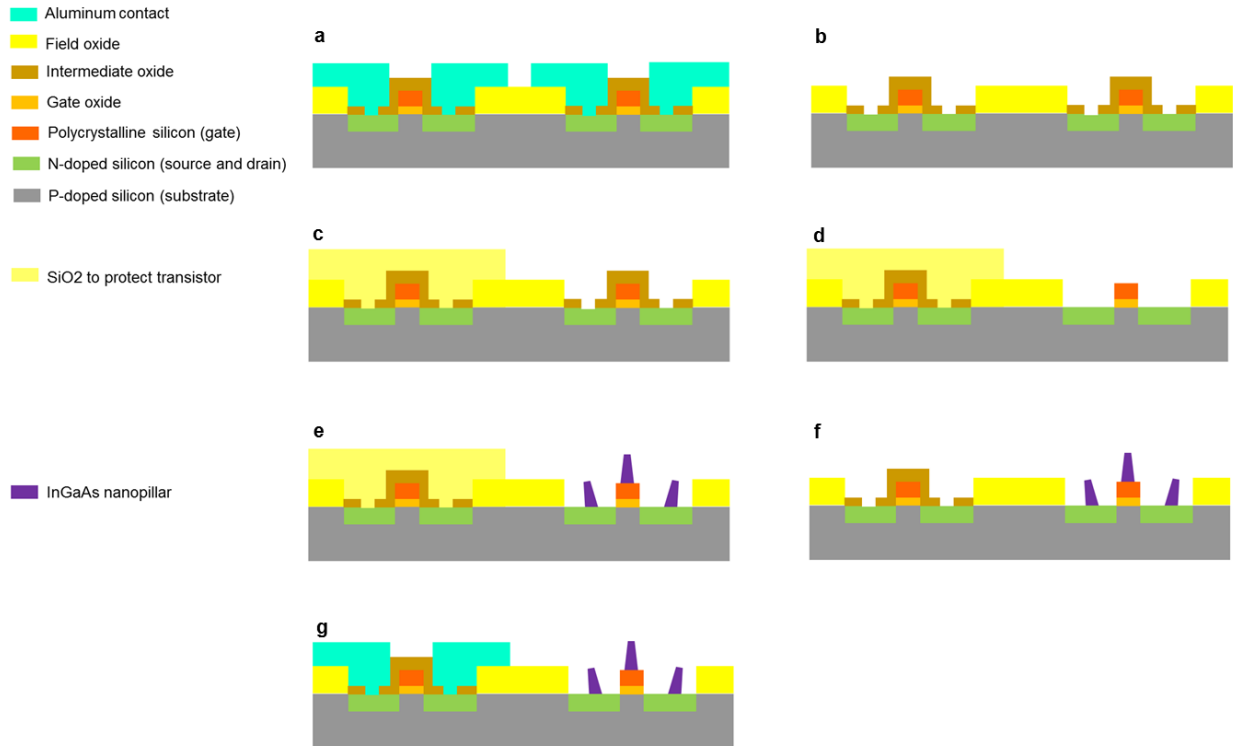 Aluminum contact
Field oxide
Intermediate oxide
Gate oxide
Polycrystalline silicon (gate)
N-doped silicon (source and drain)
P-doped silicon (substrate)
SiO2 to protect transistor
InGaAs nanopillar
a
b
c
d
e
f
g